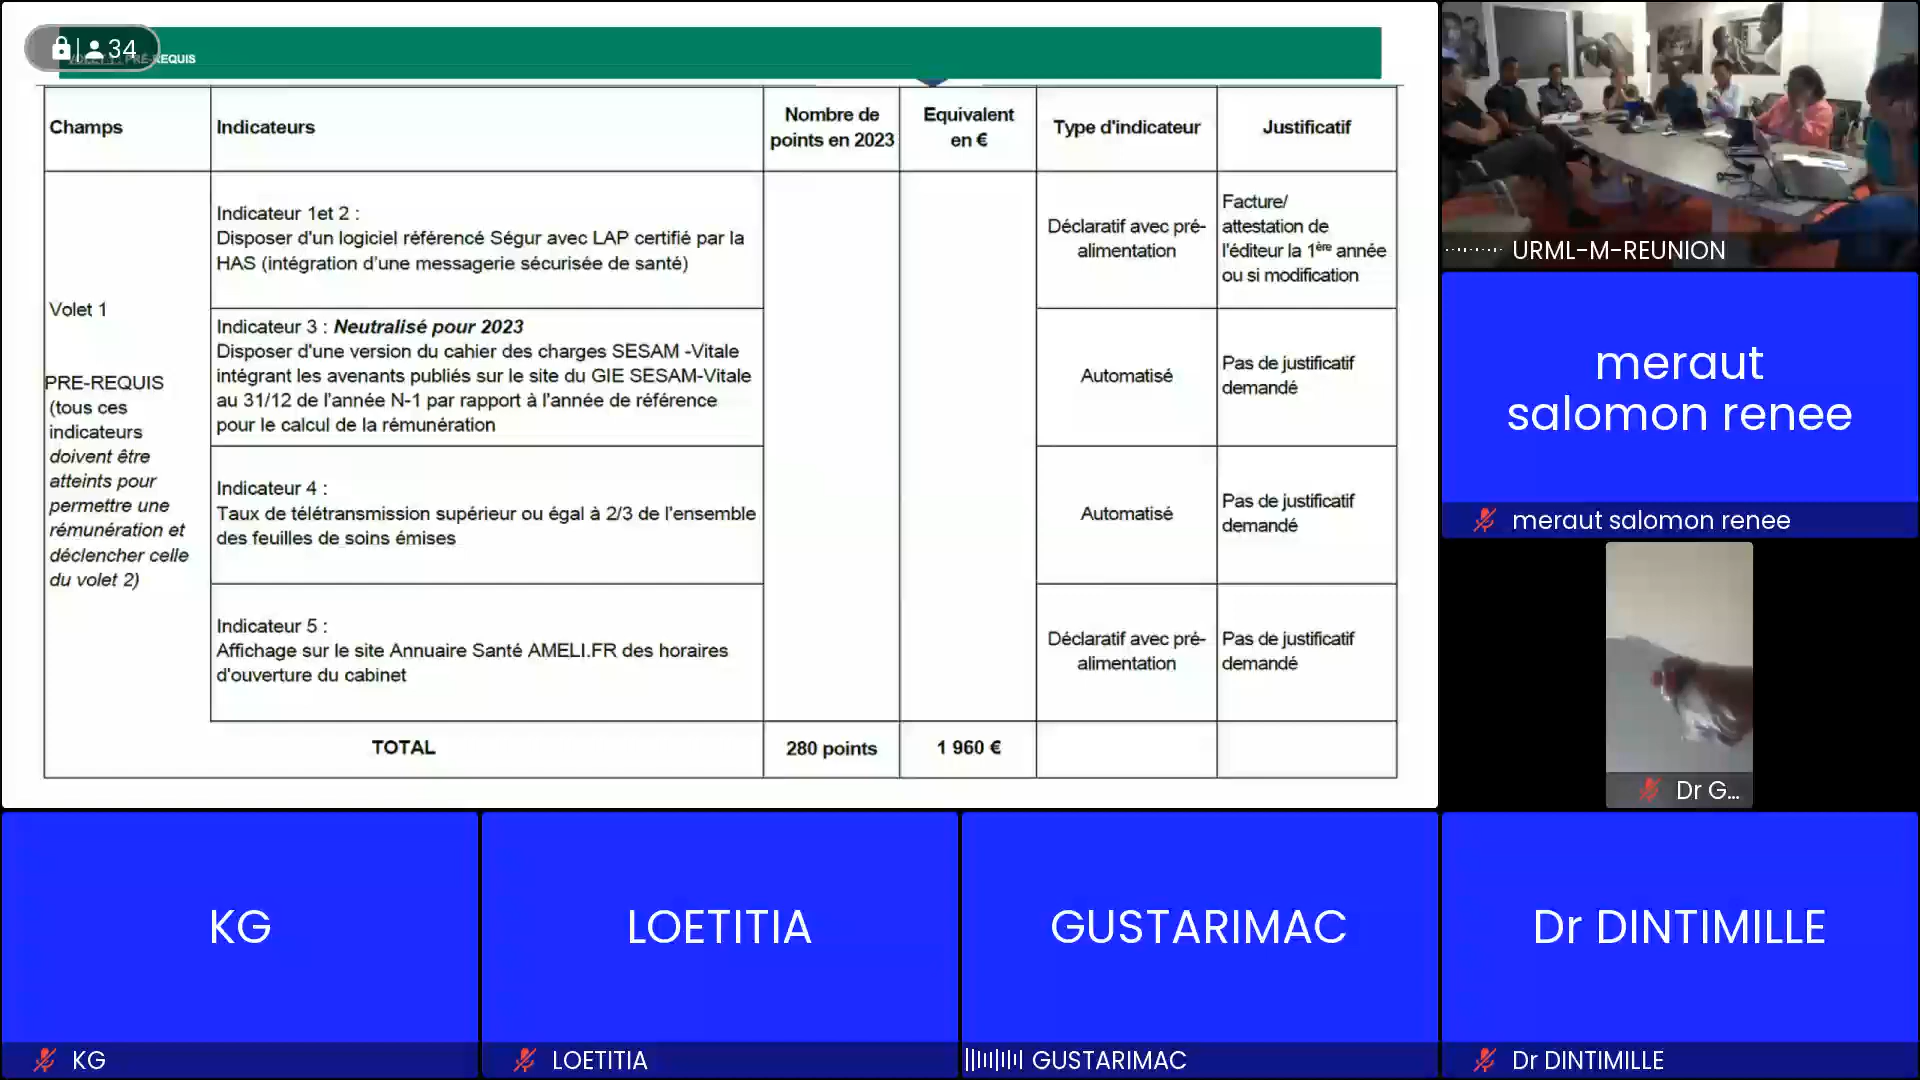 34
VOLET 1 : PRÉ-REQUIS
Champs
Indicateurs
Nombre de
points en 2023
Equivalent
en €
Type d'indicateur
Justificatif
Volet 1
PRE-REQUIS
(tous ces
indicateurs
doivent être
atteints pour
permettre une
rémunération et
déclencher celle
du volet 2)
Indicateur 1et 2 :
Disposer d'un logiciel référencé Ségur avec LAP certifié par la
HAS (intégration d'une messagerie sécurisée de santé)
Déclaratif avec pré-
alimentation
Facture/
attestation de
l'éditeur la 1ère année
ou si modification
Indicateur 3 : Neutralisé pour 2023
Disposer d'une version du cahier des charges SESAM -Vitale
intégrant les avenants publiés sur le site du GIE SESAM-Vitale
au 31/12 de l'année N-1 par rapport à l'année de référence
pour le calcul de la rémunération
Automatisé
Pas de justificatif
demandé
Indicateur 4 :
Taux de télétransmission supérieur ou égal à 2/3 de l'ensemble
des feuilles de soins émises
Automatisé
Pas de justificatif
demandé
Indicateur 5 :
Affichage sur le site Annuaire Santé AMELI.FR des horaires
d'ouverture du cabinet
Déclaratif avec pré-
alimentation
Pas de justificatif
demandé
TOTAL
280 points
1 960 €
URML-M-REUNION
meraut
salomon renee
meraut salomon renee
Dr G...
KG
KG
LOETITIA
LOETITIA
GUSTARIMAC
GUSTARIMAC
Dr DINTIMILLE
Dr DINTIMILLE